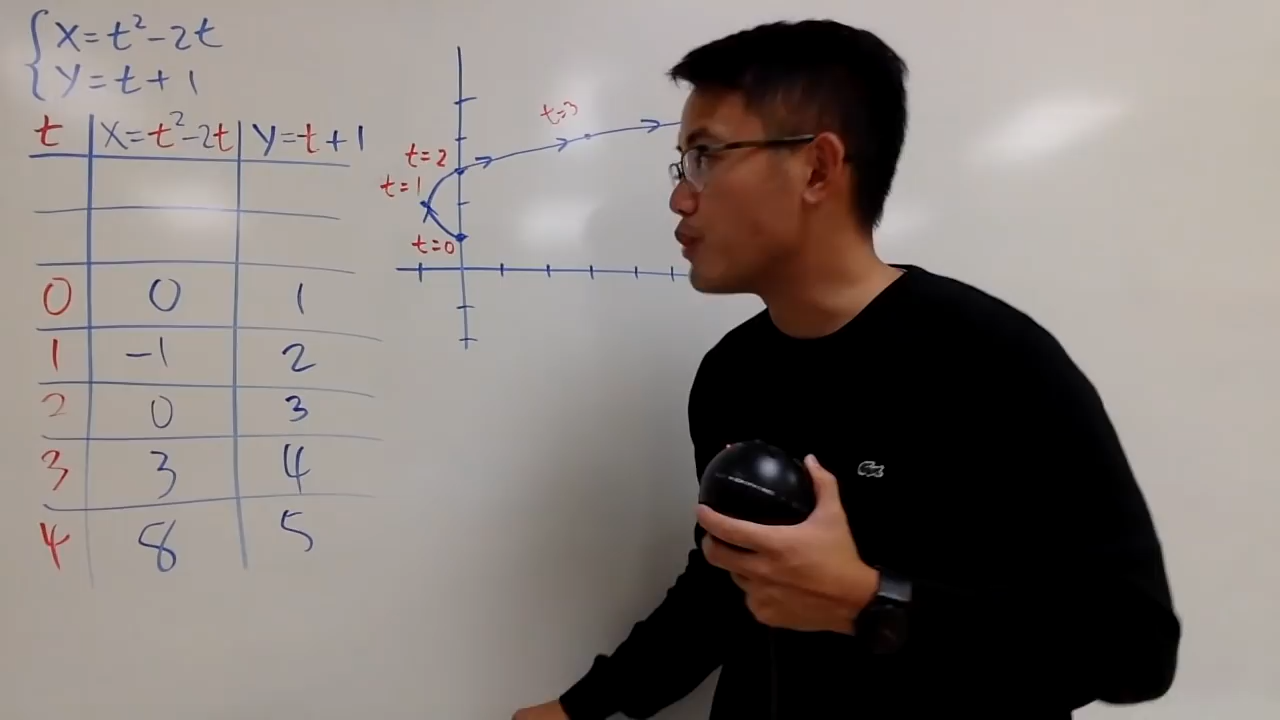 x=t²-2t
y=t+1
t x=t²-2t y=t+1
0 0 1
1 -1 2
2 0 3
3 3 4
4 8 5
t=3
t=2
t=1
t=0